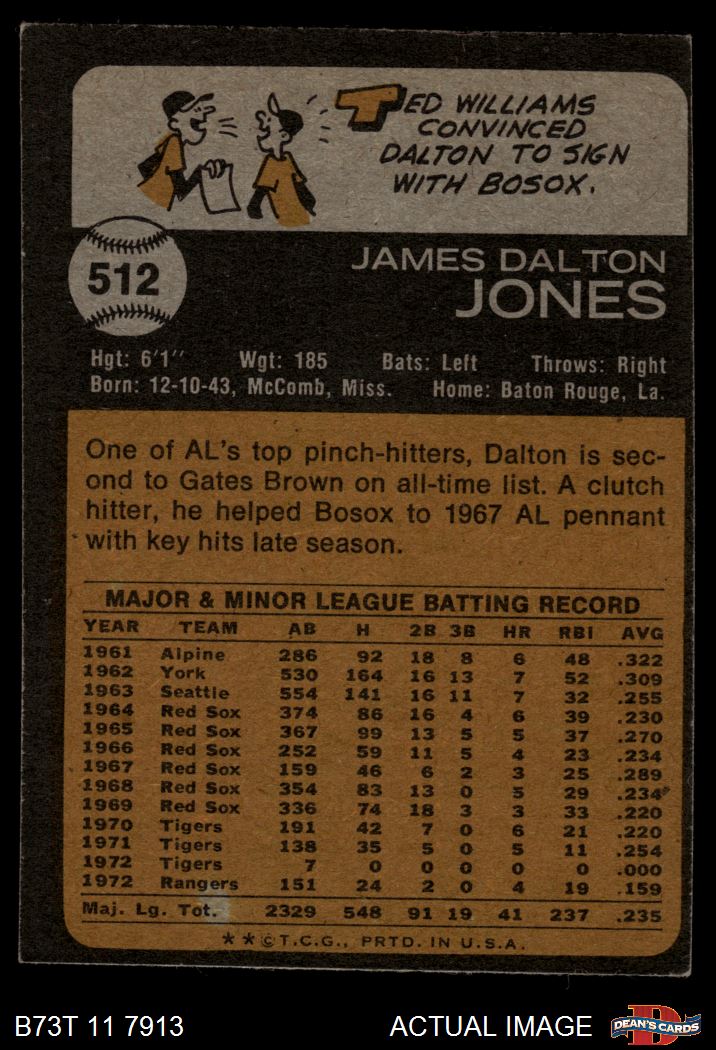 TED WILLIAMS
CONVINCED
DALTON TO SIGN
WITH BOSOX.
512
JAMES DALTON
JONES
Hgt: 6'1" Wgt: 185 Bats: Left Throws: Right
Born: 12-10-43, McComb, Miss. Home: Baton Rouge, La.
One of AL's top pinch-hitters, Dalton is sec-
ond to Gates Brown on all-time list. A clutch
hitter, he helped Bosox to 1967 AL pennant
with key hits late season.
MAJOR & MINOR LEAGUE BATTING RECORD
YEAR TEAM AB H 2B 3B HR RBI AVG
1961 Alpine 286 92 18 8 6 48 .322
1962 York 530 164 16 13 7 52 .309
1963 Seattle 554 141 16 11 7 32 .255
1964 Red Sox 374 86 16 4 6 39 .230
1965 Red Sox 367 99 13 5 5 37 .270
1966 Red Sox 252 59 11 5 4 23 .234
1967 Red Sox 159 46 6 2 3 25 .289
1968 Red Sox 354 83 13 0 5 29 .234
1969 Red Sox 336 74 18 3 3 33 .220
1970 Tigers 191 42 7 0 6 21 .220
1971 Tigers 138 35 5 0 5 11 .254
1972 Tigers 7 0 0 0 0 0 .000
1972 Rangers 151 24 2 0 4 19 .159
Maj. Lg. Tot. 2329 548 91 19 41 237 .235
**©T.C.G., PRTD. IN U.S.A.
B73T 11 7913 ACTUAL IMAGE DEAN'S CARDS